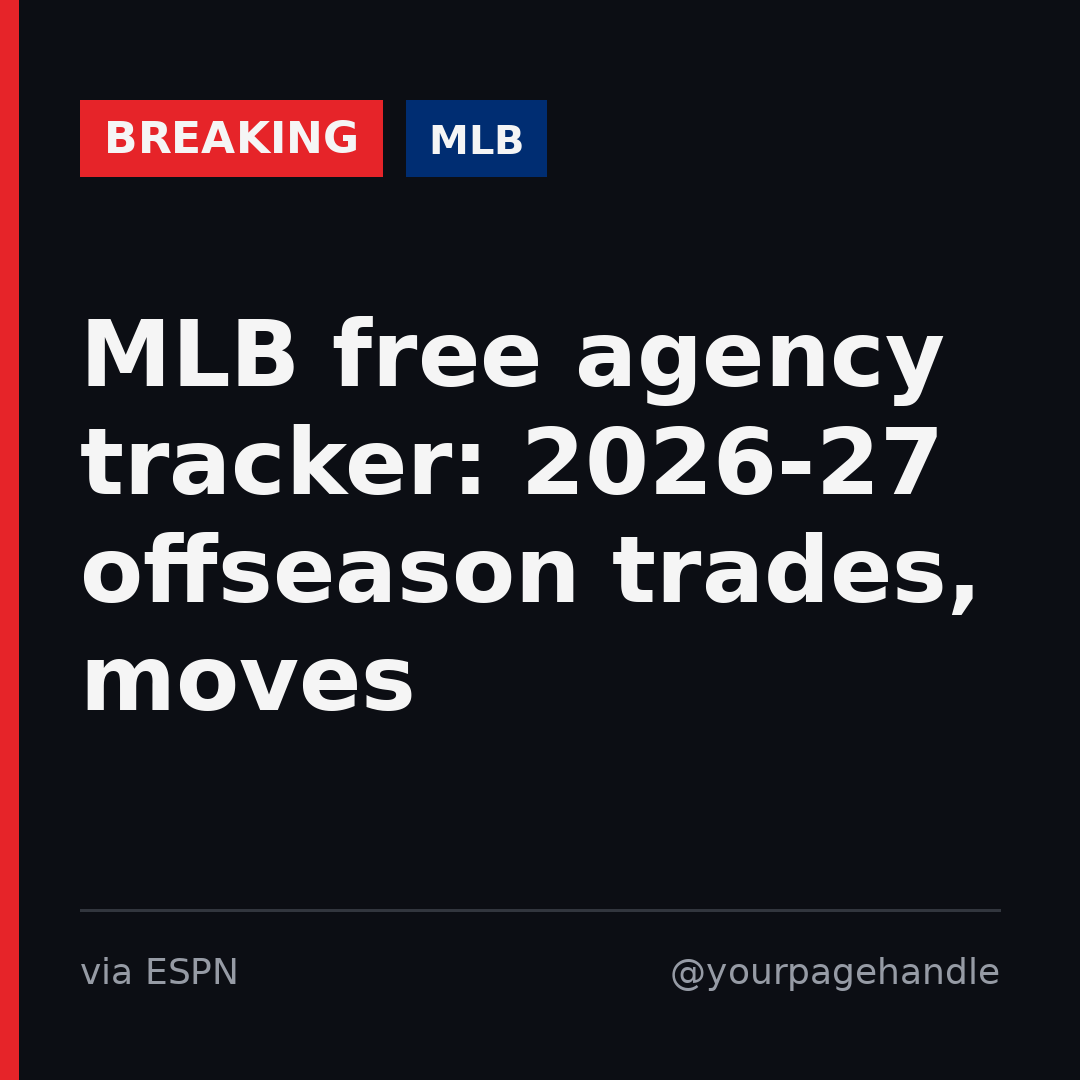 BREAKING MLB
MLB free agency
tracker: 2026-27
offseason trades,
moves
via ESPN @yourpagehandle